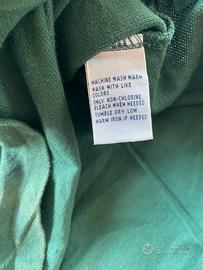 MACHINE WASH WARM
WASH WITH LIKE
COLORS
ONLY NON-CHLORINE
BLEACH WHEN NEEDED
TUMBLE DRY LOW
WARM IRON IF NEEDED